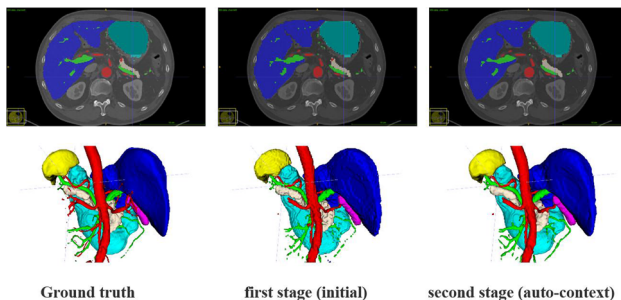 Ground truth
first stage (initial)
second stage (auto-context)